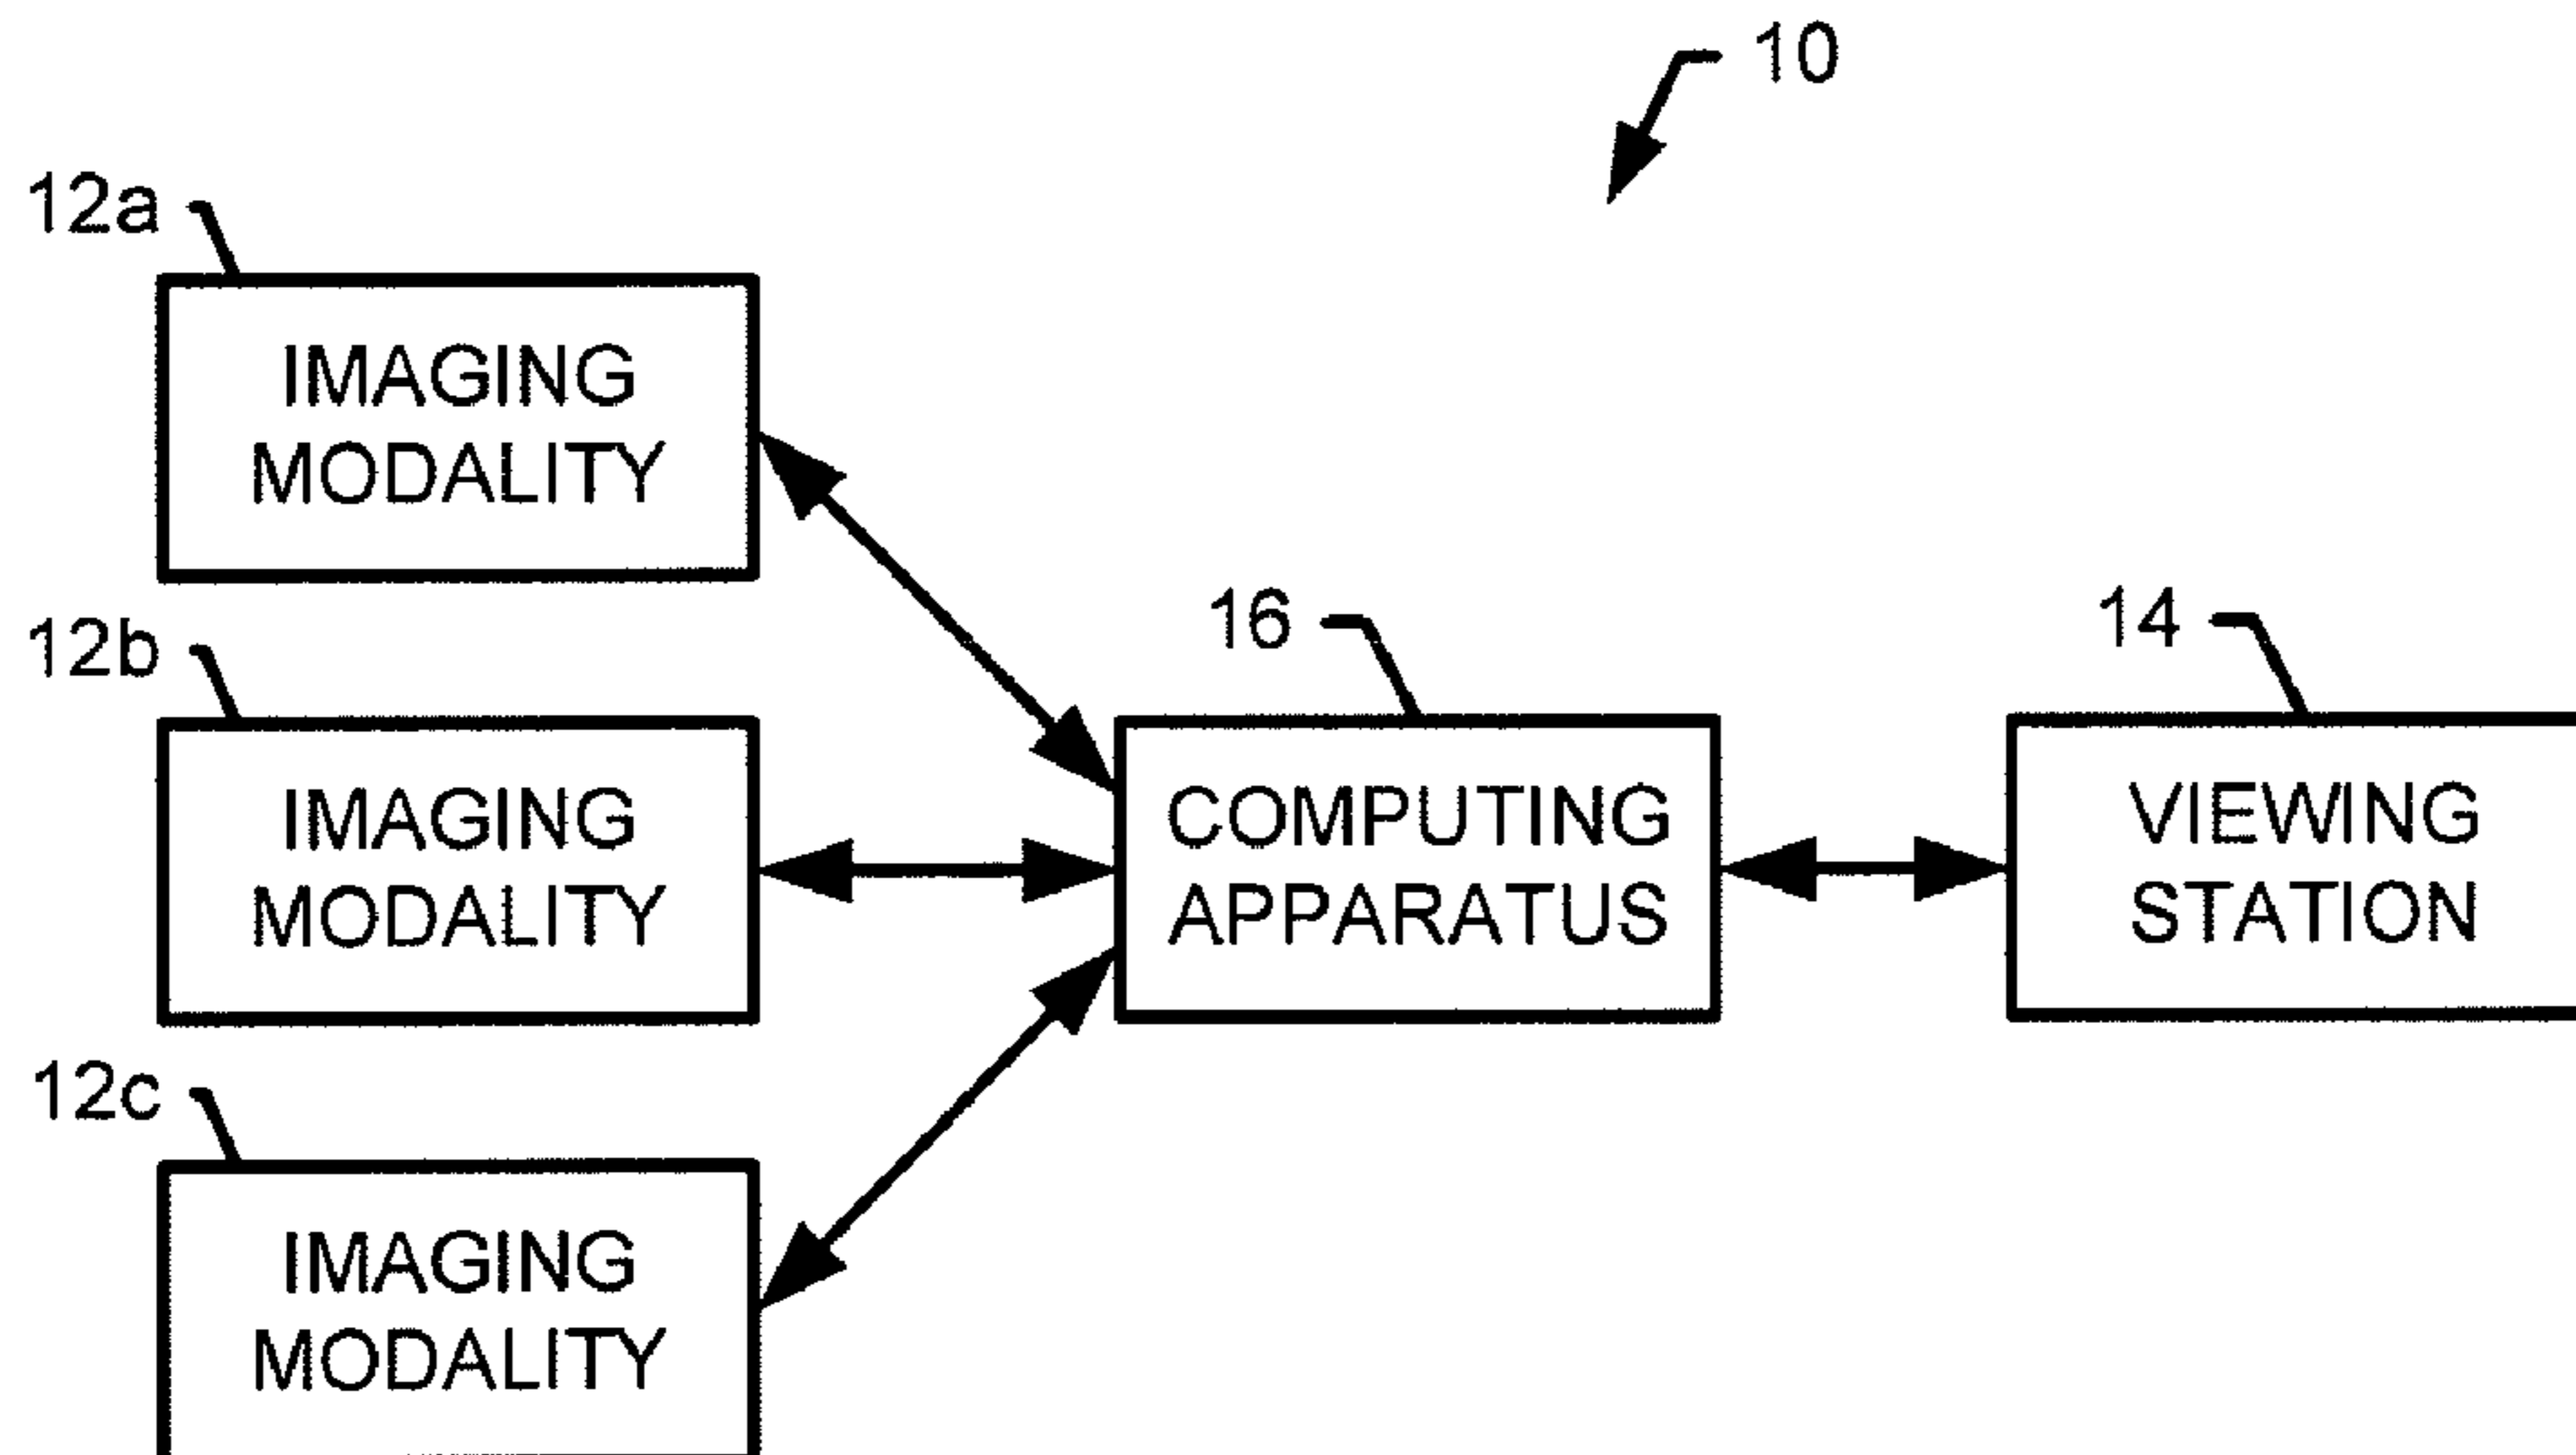 10
12a
IMAGING
MODALITY
12b
IMAGING
MODALITY
16
COMPUTING
APPARATUS
14
VIEWING
STATION
12c
IMAGING
MODALITY